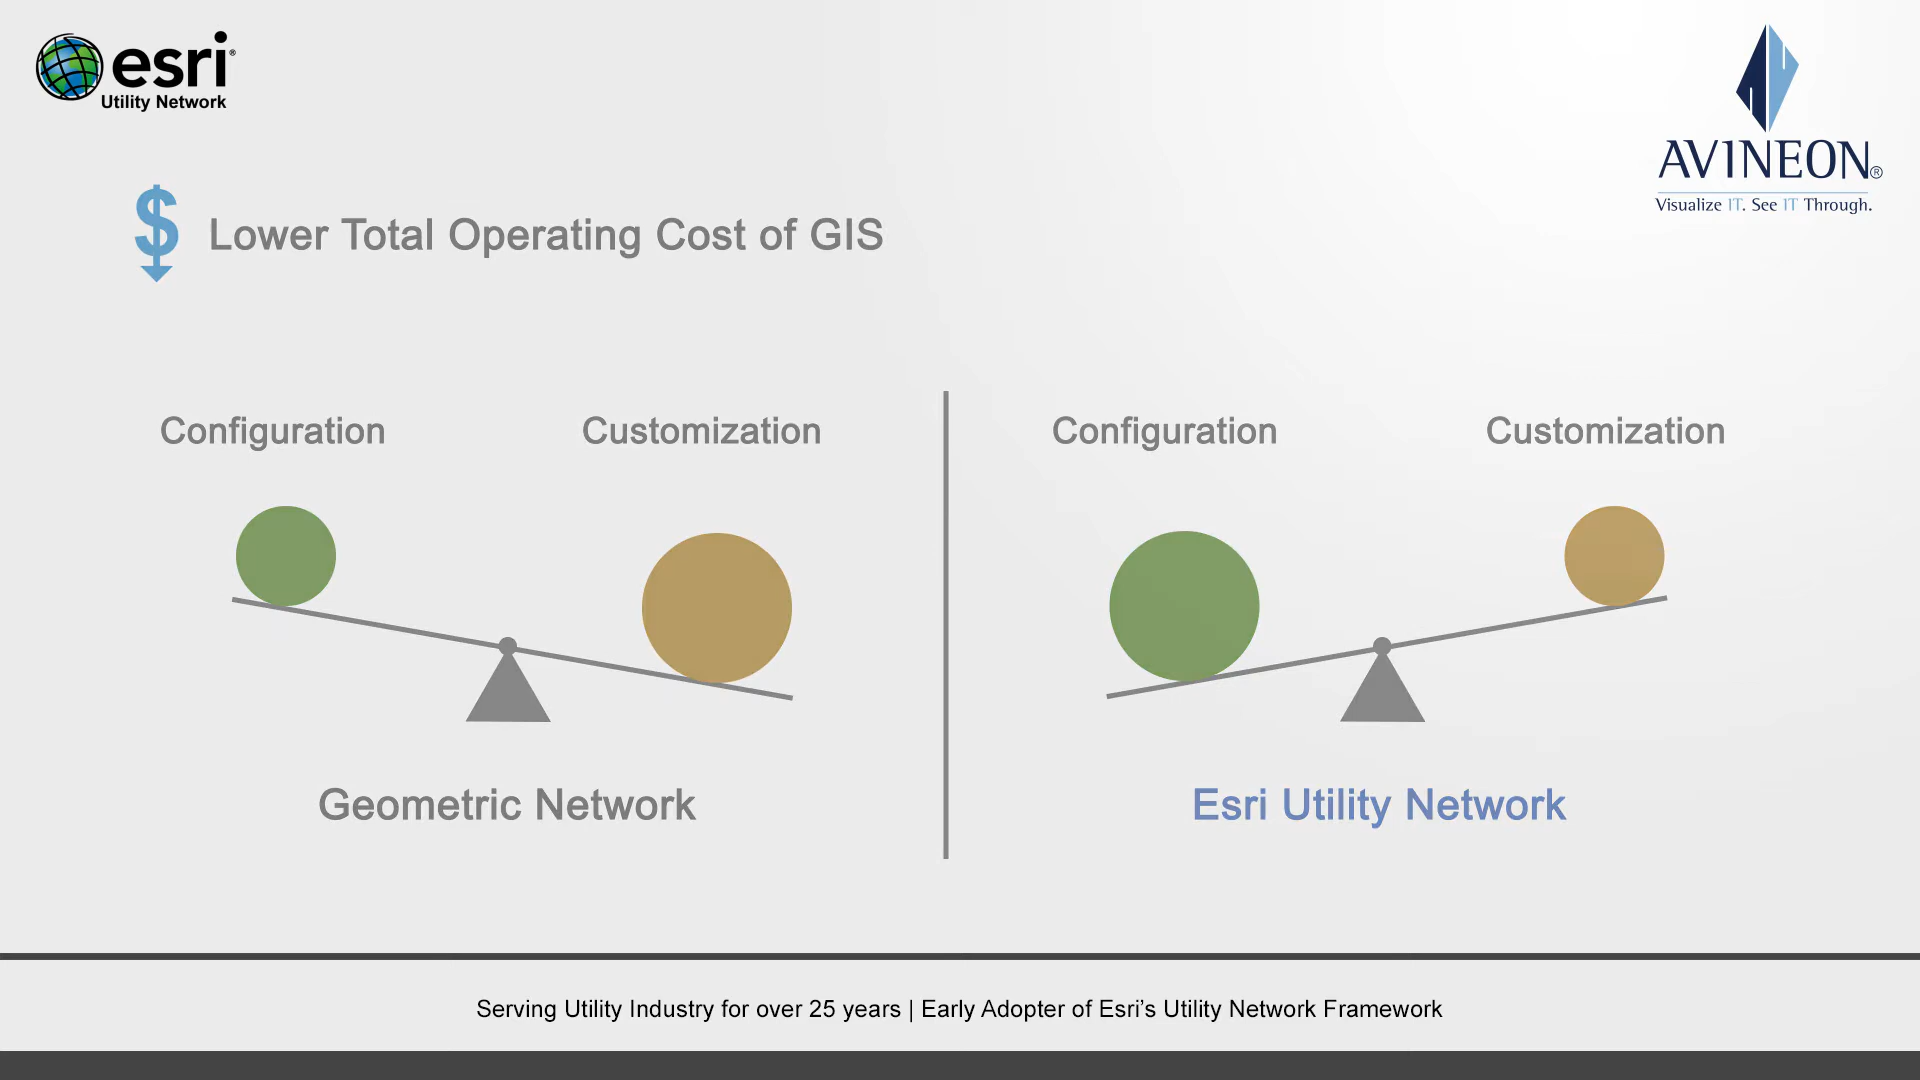 esri®
Utility Network
AVINEON®
Visualize IT. See IT Through.
$ Lower Total Operating Cost of GIS
Configuration
Customization
Geometric Network
Configuration
Customization
Esri Utility Network
Serving Utility Industry for over 25 years | Early Adopter of Esri’s Utility Network Framework